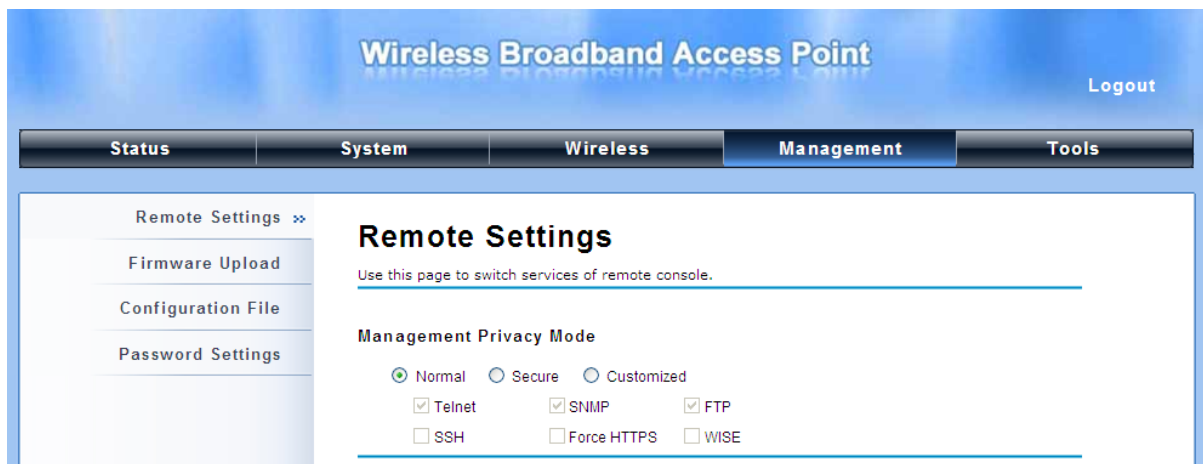 Wireless Broadband Access Point
Logout
Status System Wireless Management Tools
Remote Settings »
Firmware Upload
Configuration File
Password Settings
Remote Settings
Use this page to switch services of remote console.
Management Privacy Mode
Normal Secure Customized
Telnet SNMP FTP
SSH Force HTTPS WISE